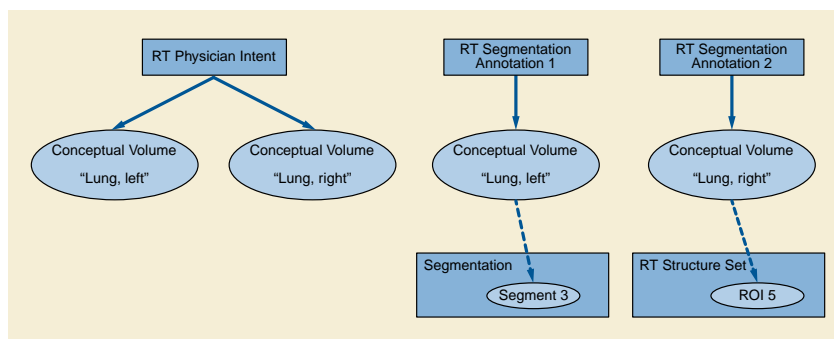 RT Physician Intent
RT Segmentation
Annotation 1
RT Segmentation
Annotation 2
Conceptual Volume
“Lung, left”
Conceptual Volume
“Lung, right”
Conceptual Volume
“Lung, left”
Conceptual Volume
“Lung, right”
Segmentation
Segment 3
RT Structure Set
ROI 5